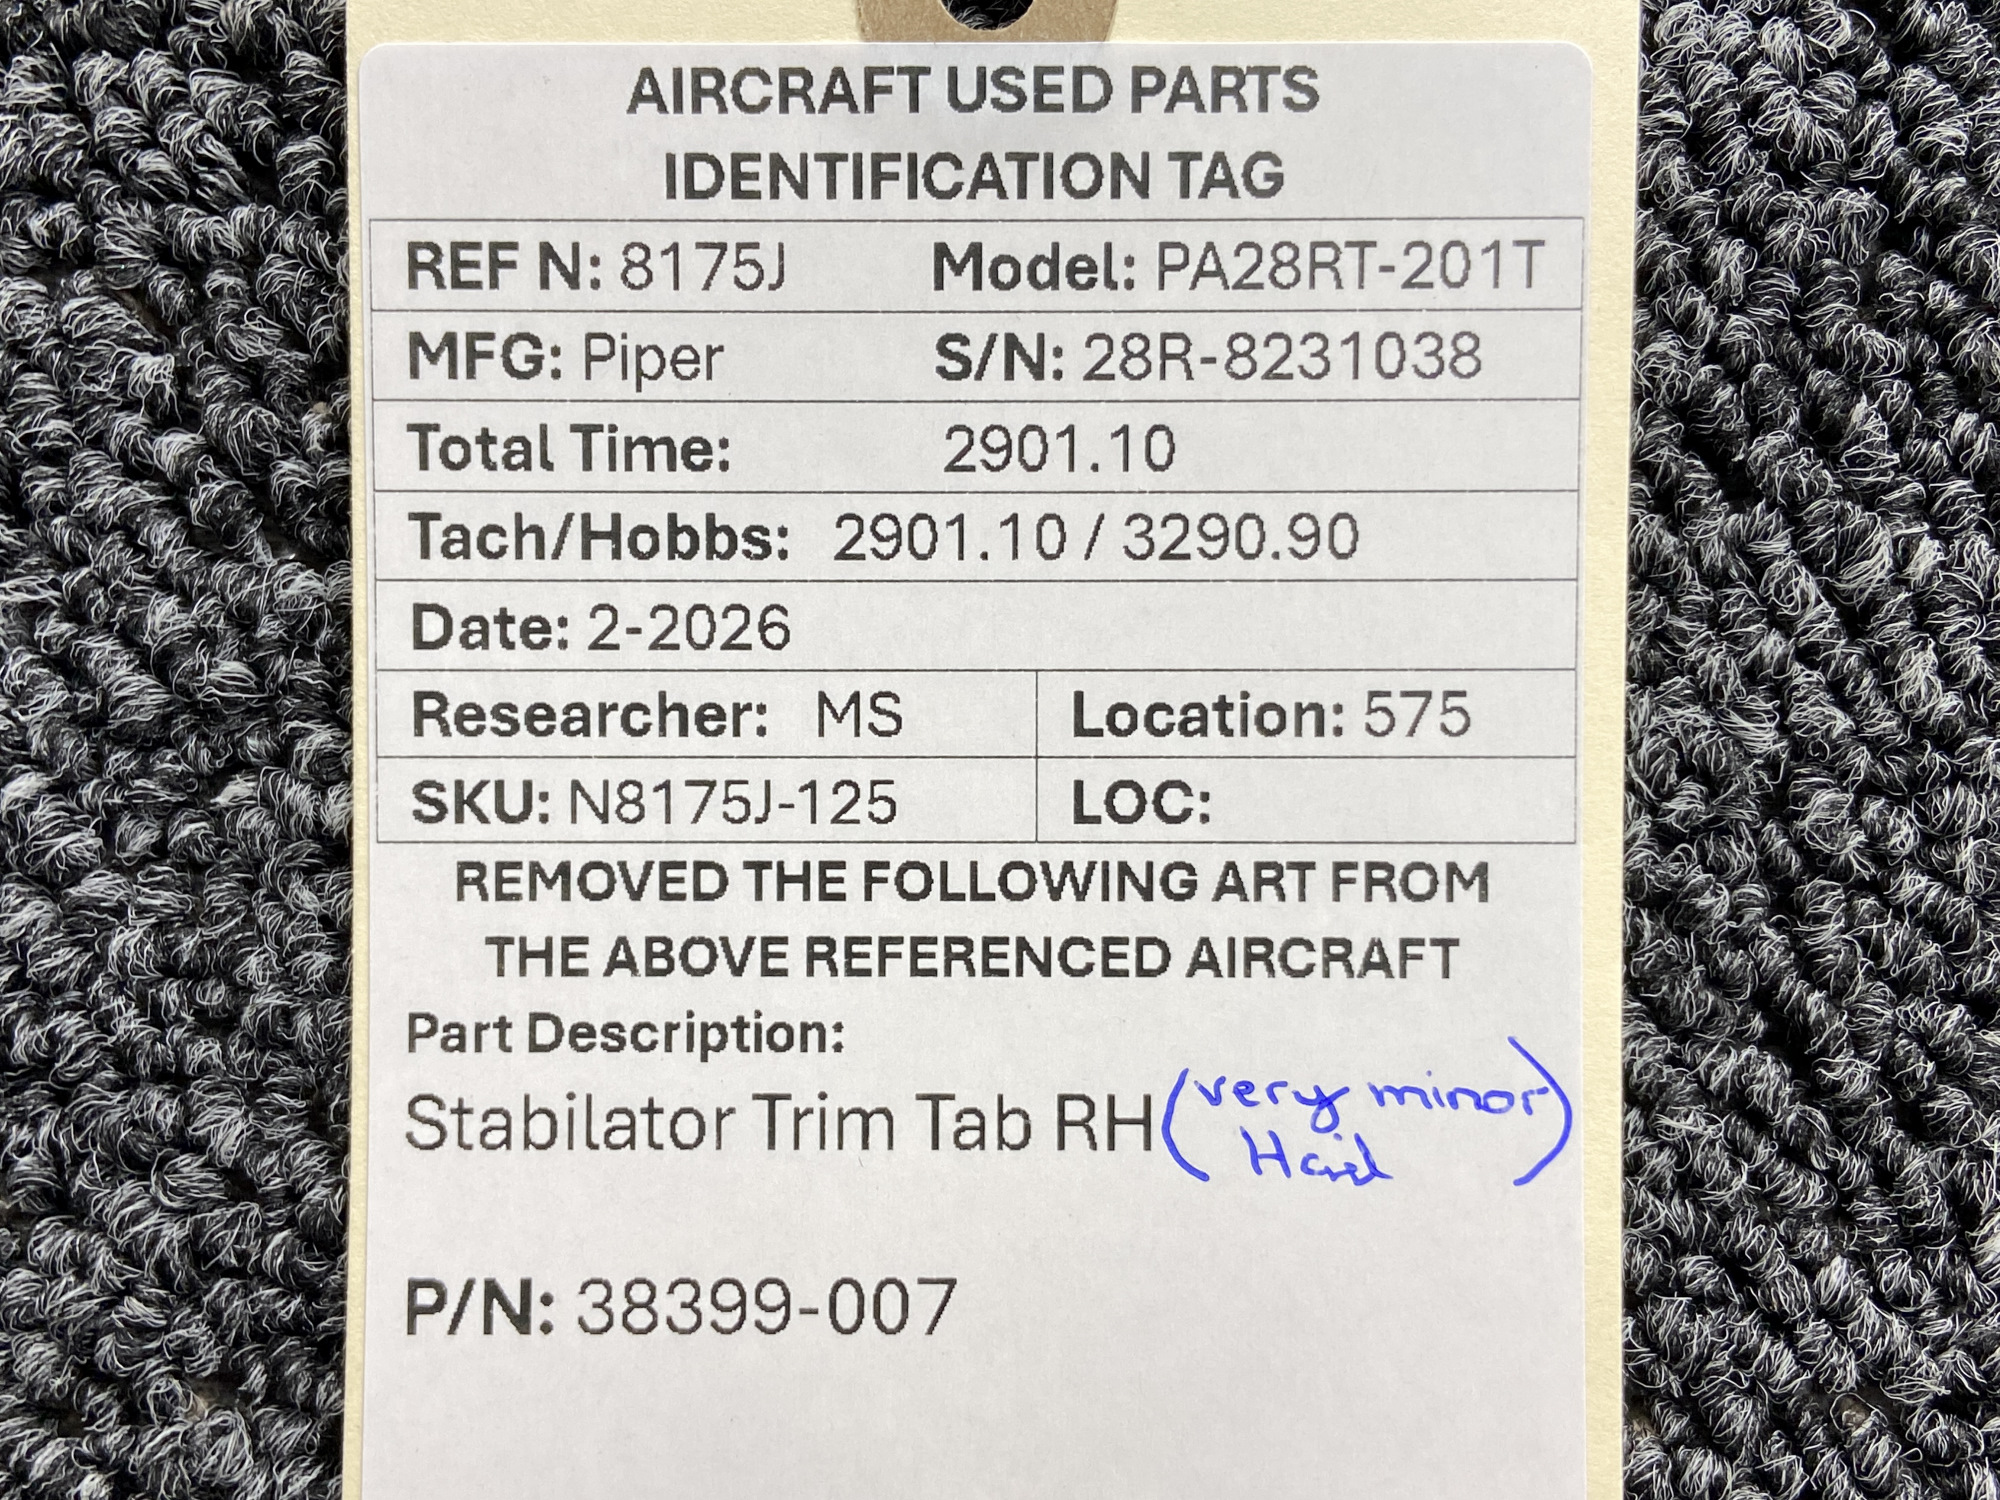 AIRCRAFT USED PARTS
IDENTIFICATION TAG
REF N: 8175J Model: PA28RT-201T
MFG: Piper S/N: 28R-8231038
Total Time: 2901.10
Tach/Hobbs: 2901.10 / 3290.90
Date: 2-2026
Researcher: MS Location: 575
SKU: N8175J-125 LOC:
REMOVED THE FOLLOWING ART FROM
THE ABOVE REFERENCED AIRCRAFT
Part Description:
Stabilator Trim Tab RH (very minor
Hail)
P/N: 38399-007